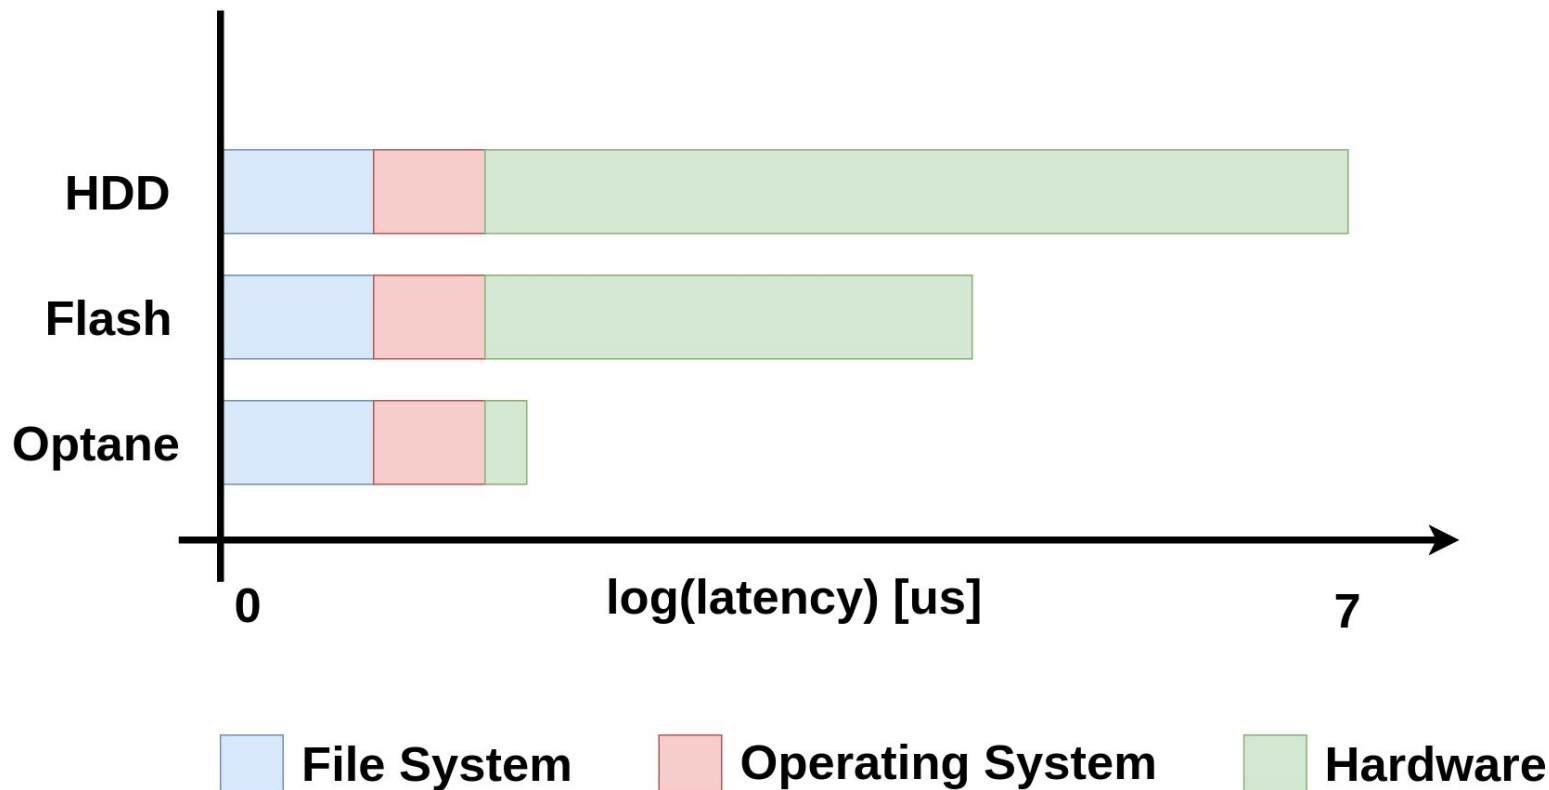 HDD
Flash
Optane
0
log(latency) [us]
7
File System
Operating System
Hardware